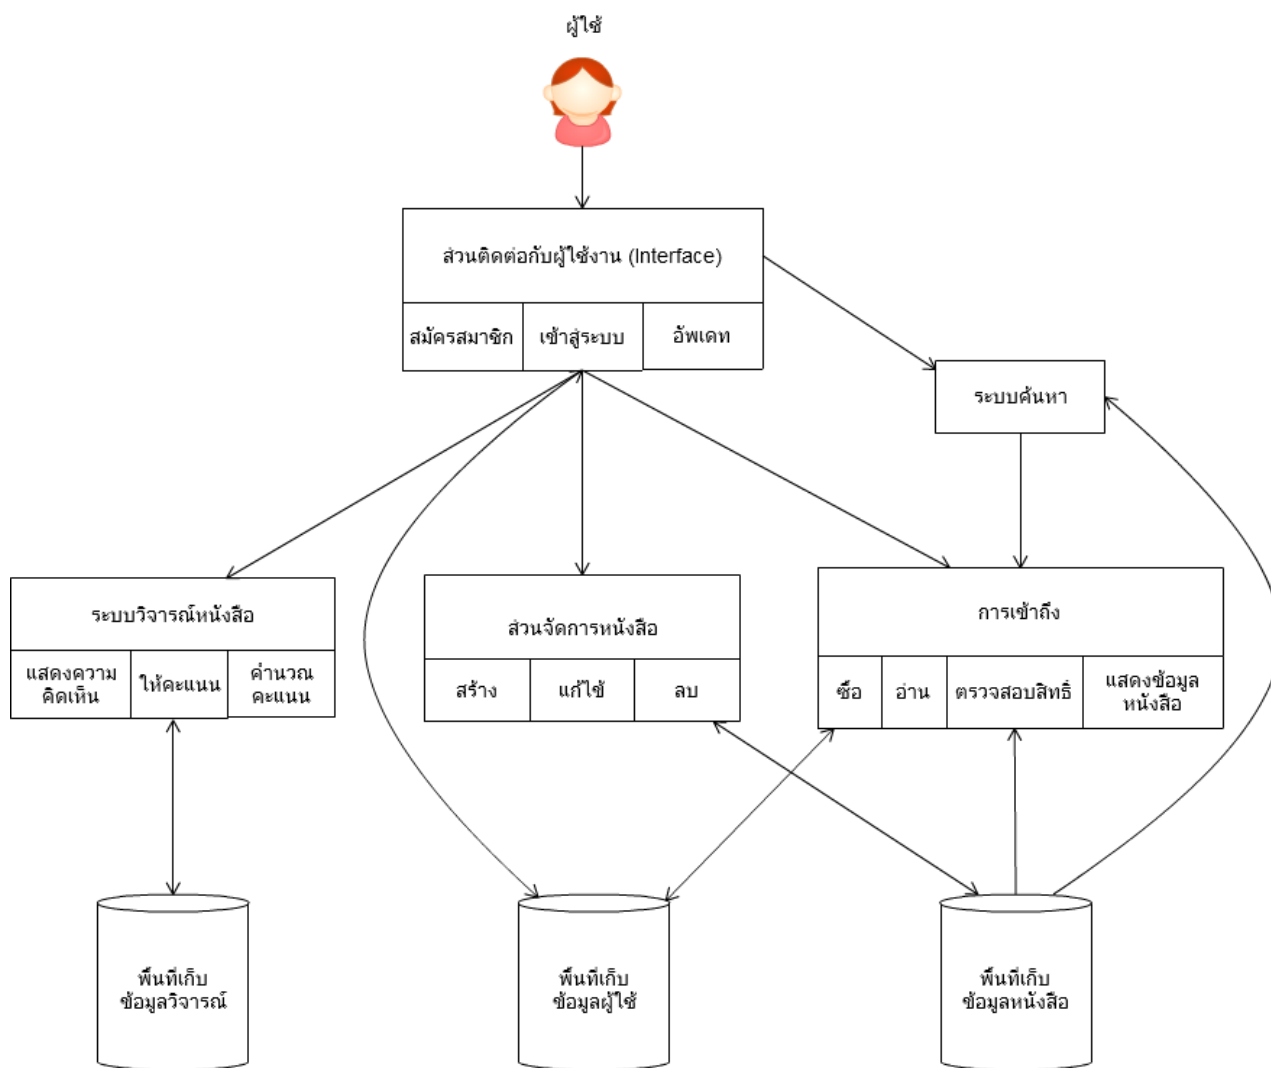 ผู้ใช้
ส่วนติดต่อกับผู้ใช้งาน (Interface)
สมัครสมาชิก
เข้าสู่ระบบ
อัพเดท
ระบบค้นหา
ระบบวิจารณ์หนังสือ
แสดงความ
คิดเห็น
ให้คะแนน
คำนวณ
คะแนน
ส่วนจัดการหนังสือ
สร้าง
แก้ไข้
ลบ
การเข้าถึง
ซื้อ
อ่าน
ตรวจสอบสิทธิ์
แสดงข้อมูล
หนังสือ
พื้นที่เก็บ
ข้อมูลวิจารณ์
พื้นที่เก็บ
ข้อมูลผู้ใช้
พื้นที่เก็บ
ข้อมูลหนังสือ